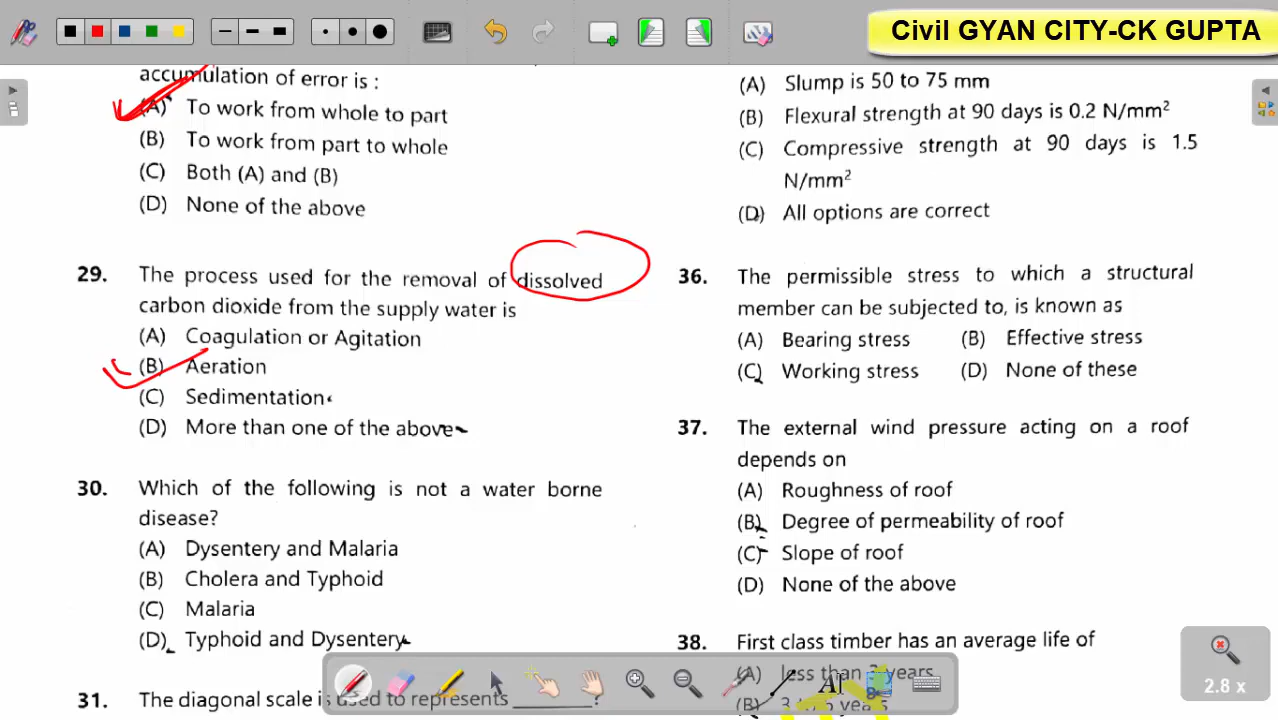 Civil GYAN CITY-CK GUPTA
accumulation of error is :
(A) To work from whole to part
(B) To work from part to whole
(C) Both (A) and (B)
(D) None of the above
29. The process used for the removal of dissolved
carbon dioxide from the supply water is
(A) Coagulation or Agitation
(B) Aeration
(C) Sedimentation
(D) More than one of the above
30. Which of the following is not a water borne
disease?
(A) Dysentery and Malaria
(B) Cholera and Typhoid
(C) Malaria
(D) Typhoid and Dysentery
31. The diagonal scale is used to represents ______?
(A) Slump is 50 to 75 mm
(B) Flexural strength at 90 days is 0.2 N/mm²
(C) Compressive strength at 90 days is 1.5
N/mm²
(D) All options are correct
36. The permissible stress to which a structural
member can be subjected to, is known as
(A) Bearing stress (B) Effective stress
(C) Working stress (D) None of these
37. The external wind pressure acting on a roof
depends on
(A) Roughness of roof
(B) Degree of permeability of roof
(C) Slope of roof
(D) None of the above
38. First class timber has an average life of
(A) less than 3 years
(B) 3 to 5 years
2.8 x